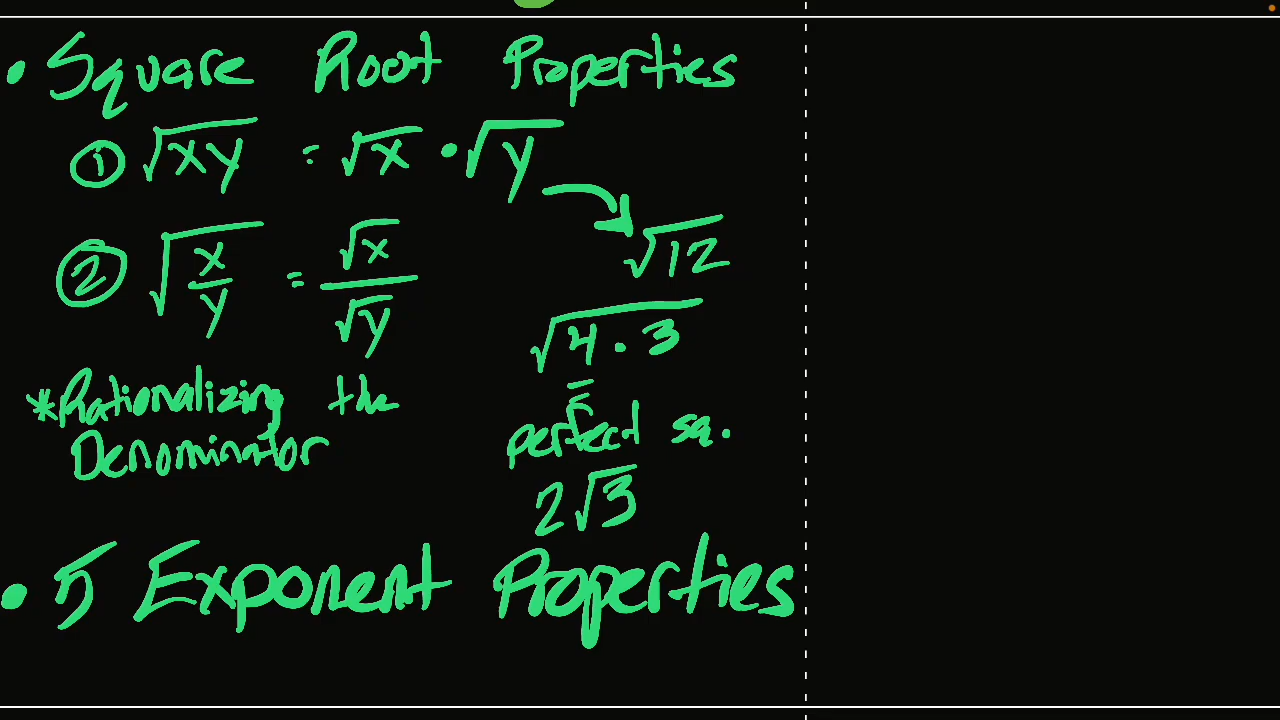 • Square Root Properties
① √xy = √x • √y
√12
② √(x/y) = √x/√y
√4 · 3
*Rationalizing the
Denominator
perfect sq.
2√3
• 5 Exponent Properties